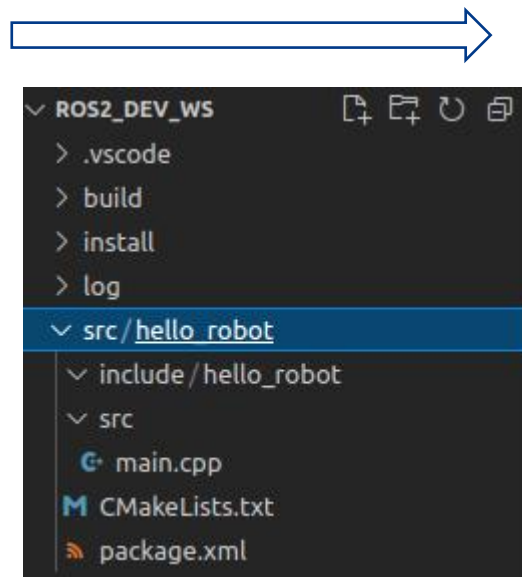 ROS2_DEV_WS
.vscode
build
install
log
src/hello_robot
include/hello_robot
src
main.cpp
CMakeLists.txt
package.xml